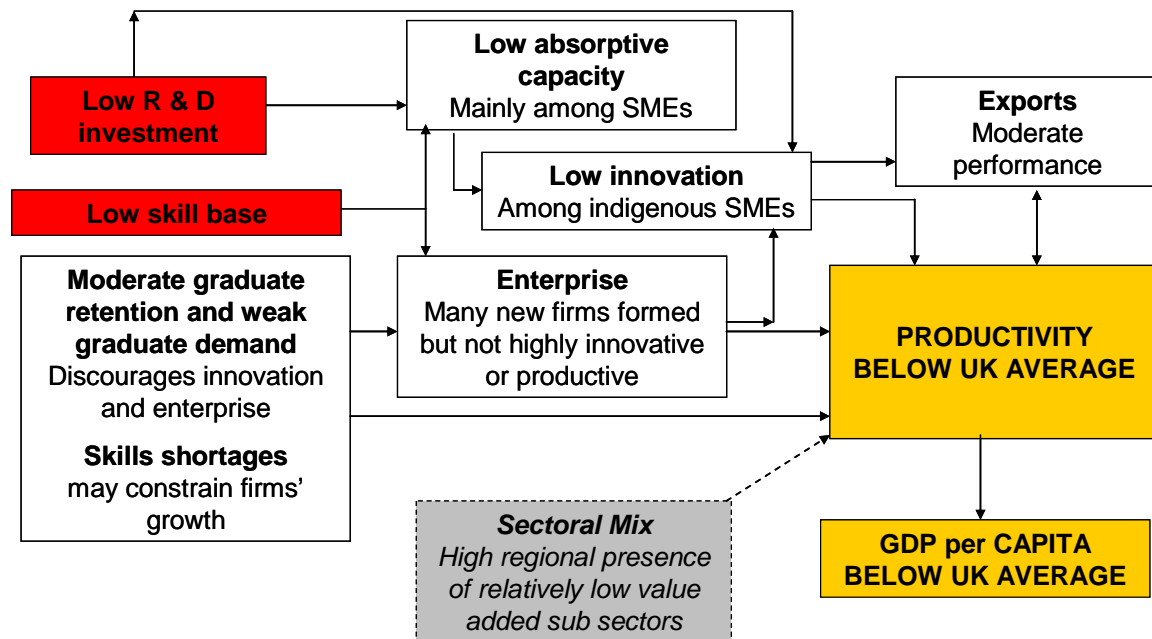 Low absorptive
capacity
Mainly among SMEs
Low R & D
investment
Exports
Moderate
performance
Low innovation
Among indigenous SMEs
Low skill base
Moderate graduate
retention and weak
graduate demand
Discourages innovation
and enterprise
Skills shortages
may constrain firms’
growth
Enterprise
Many new firms formed
but not highly innovative
or productive
PRODUCTIVITY
BELOW UK AVERAGE
Sectoral Mix
High regional presence
of relatively low value
added sub sectors
GDP per CAPITA
BELOW UK AVERAGE